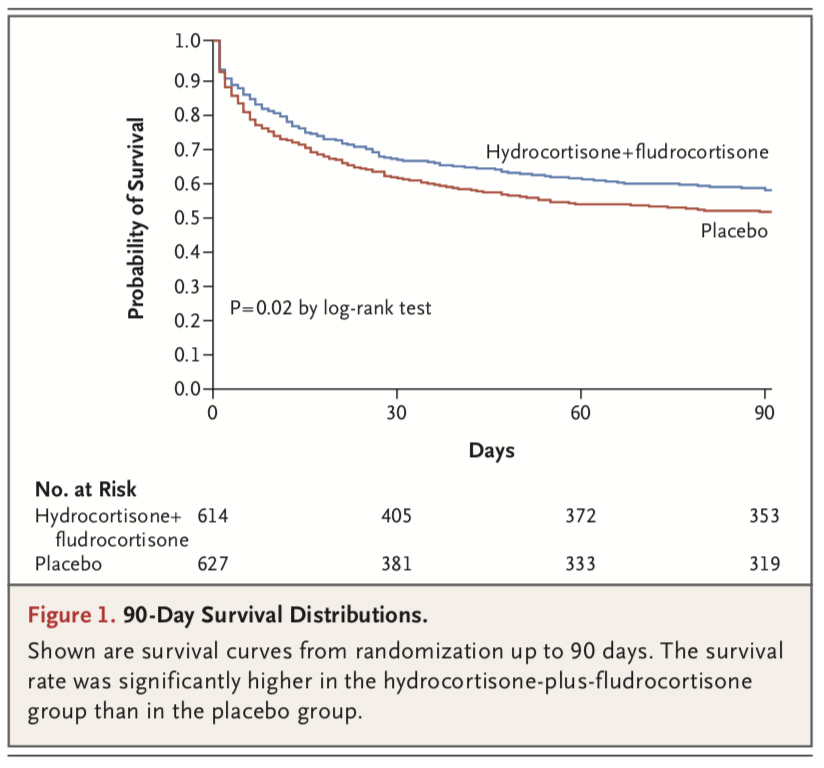 1.0
0.9
0.8
0.7
0.6
0.5
0.4
0.3
0.2
0.1
0.0
Probability of Survival
Hydrocortisone+fludrocortisone
Placebo
P=0.02 by log-rank test
0 30 60 90
Days
No. at Risk
Hydrocortisone+ 614 405 372 353
fludrocortisone
Placebo 627 381 333 319
Figure 1. 90-Day Survival Distributions.
Shown are survival curves from randomization up to 90 days. The survival
rate was significantly higher in the hydrocortisone-plus-fludrocortisone
group than in the placebo group.